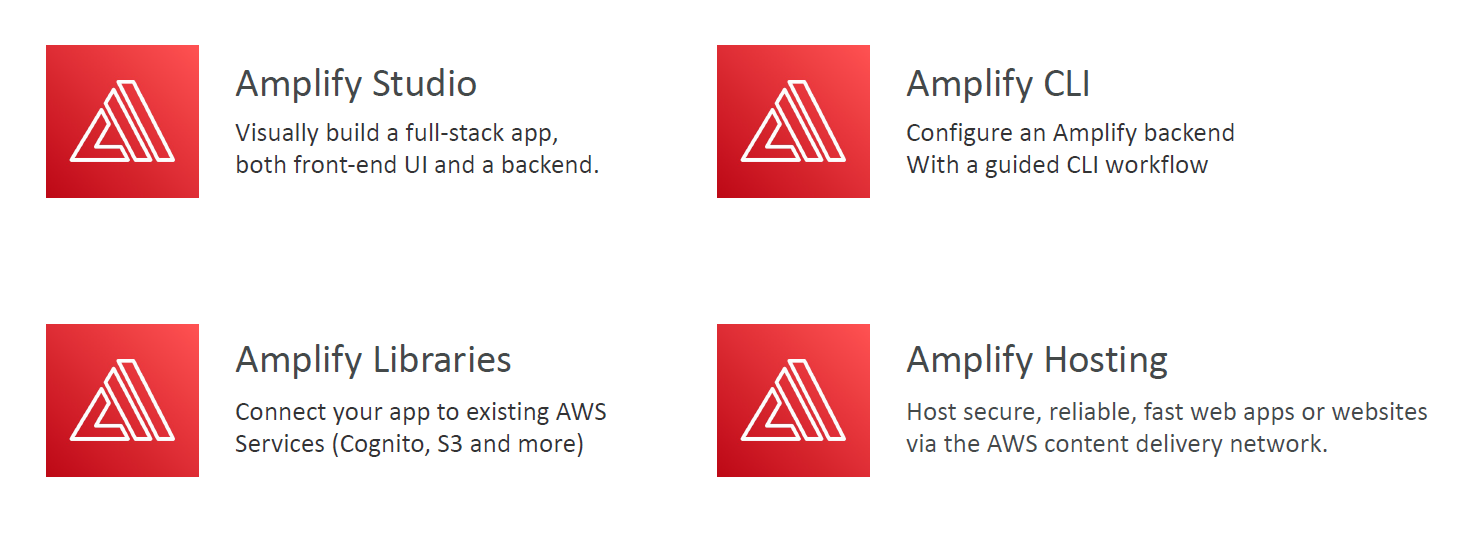 Amplify Studio
Visually build a full-stack app,
both front-end UI and a backend.
Amplify CLI
Configure an Amplify backend
With a guided CLI workflow
Amplify Libraries
Connect your app to existing AWS
Services (Cognito, S3 and more)
Amplify Hosting
Host secure, reliable, fast web apps or websites
via the AWS content delivery network.